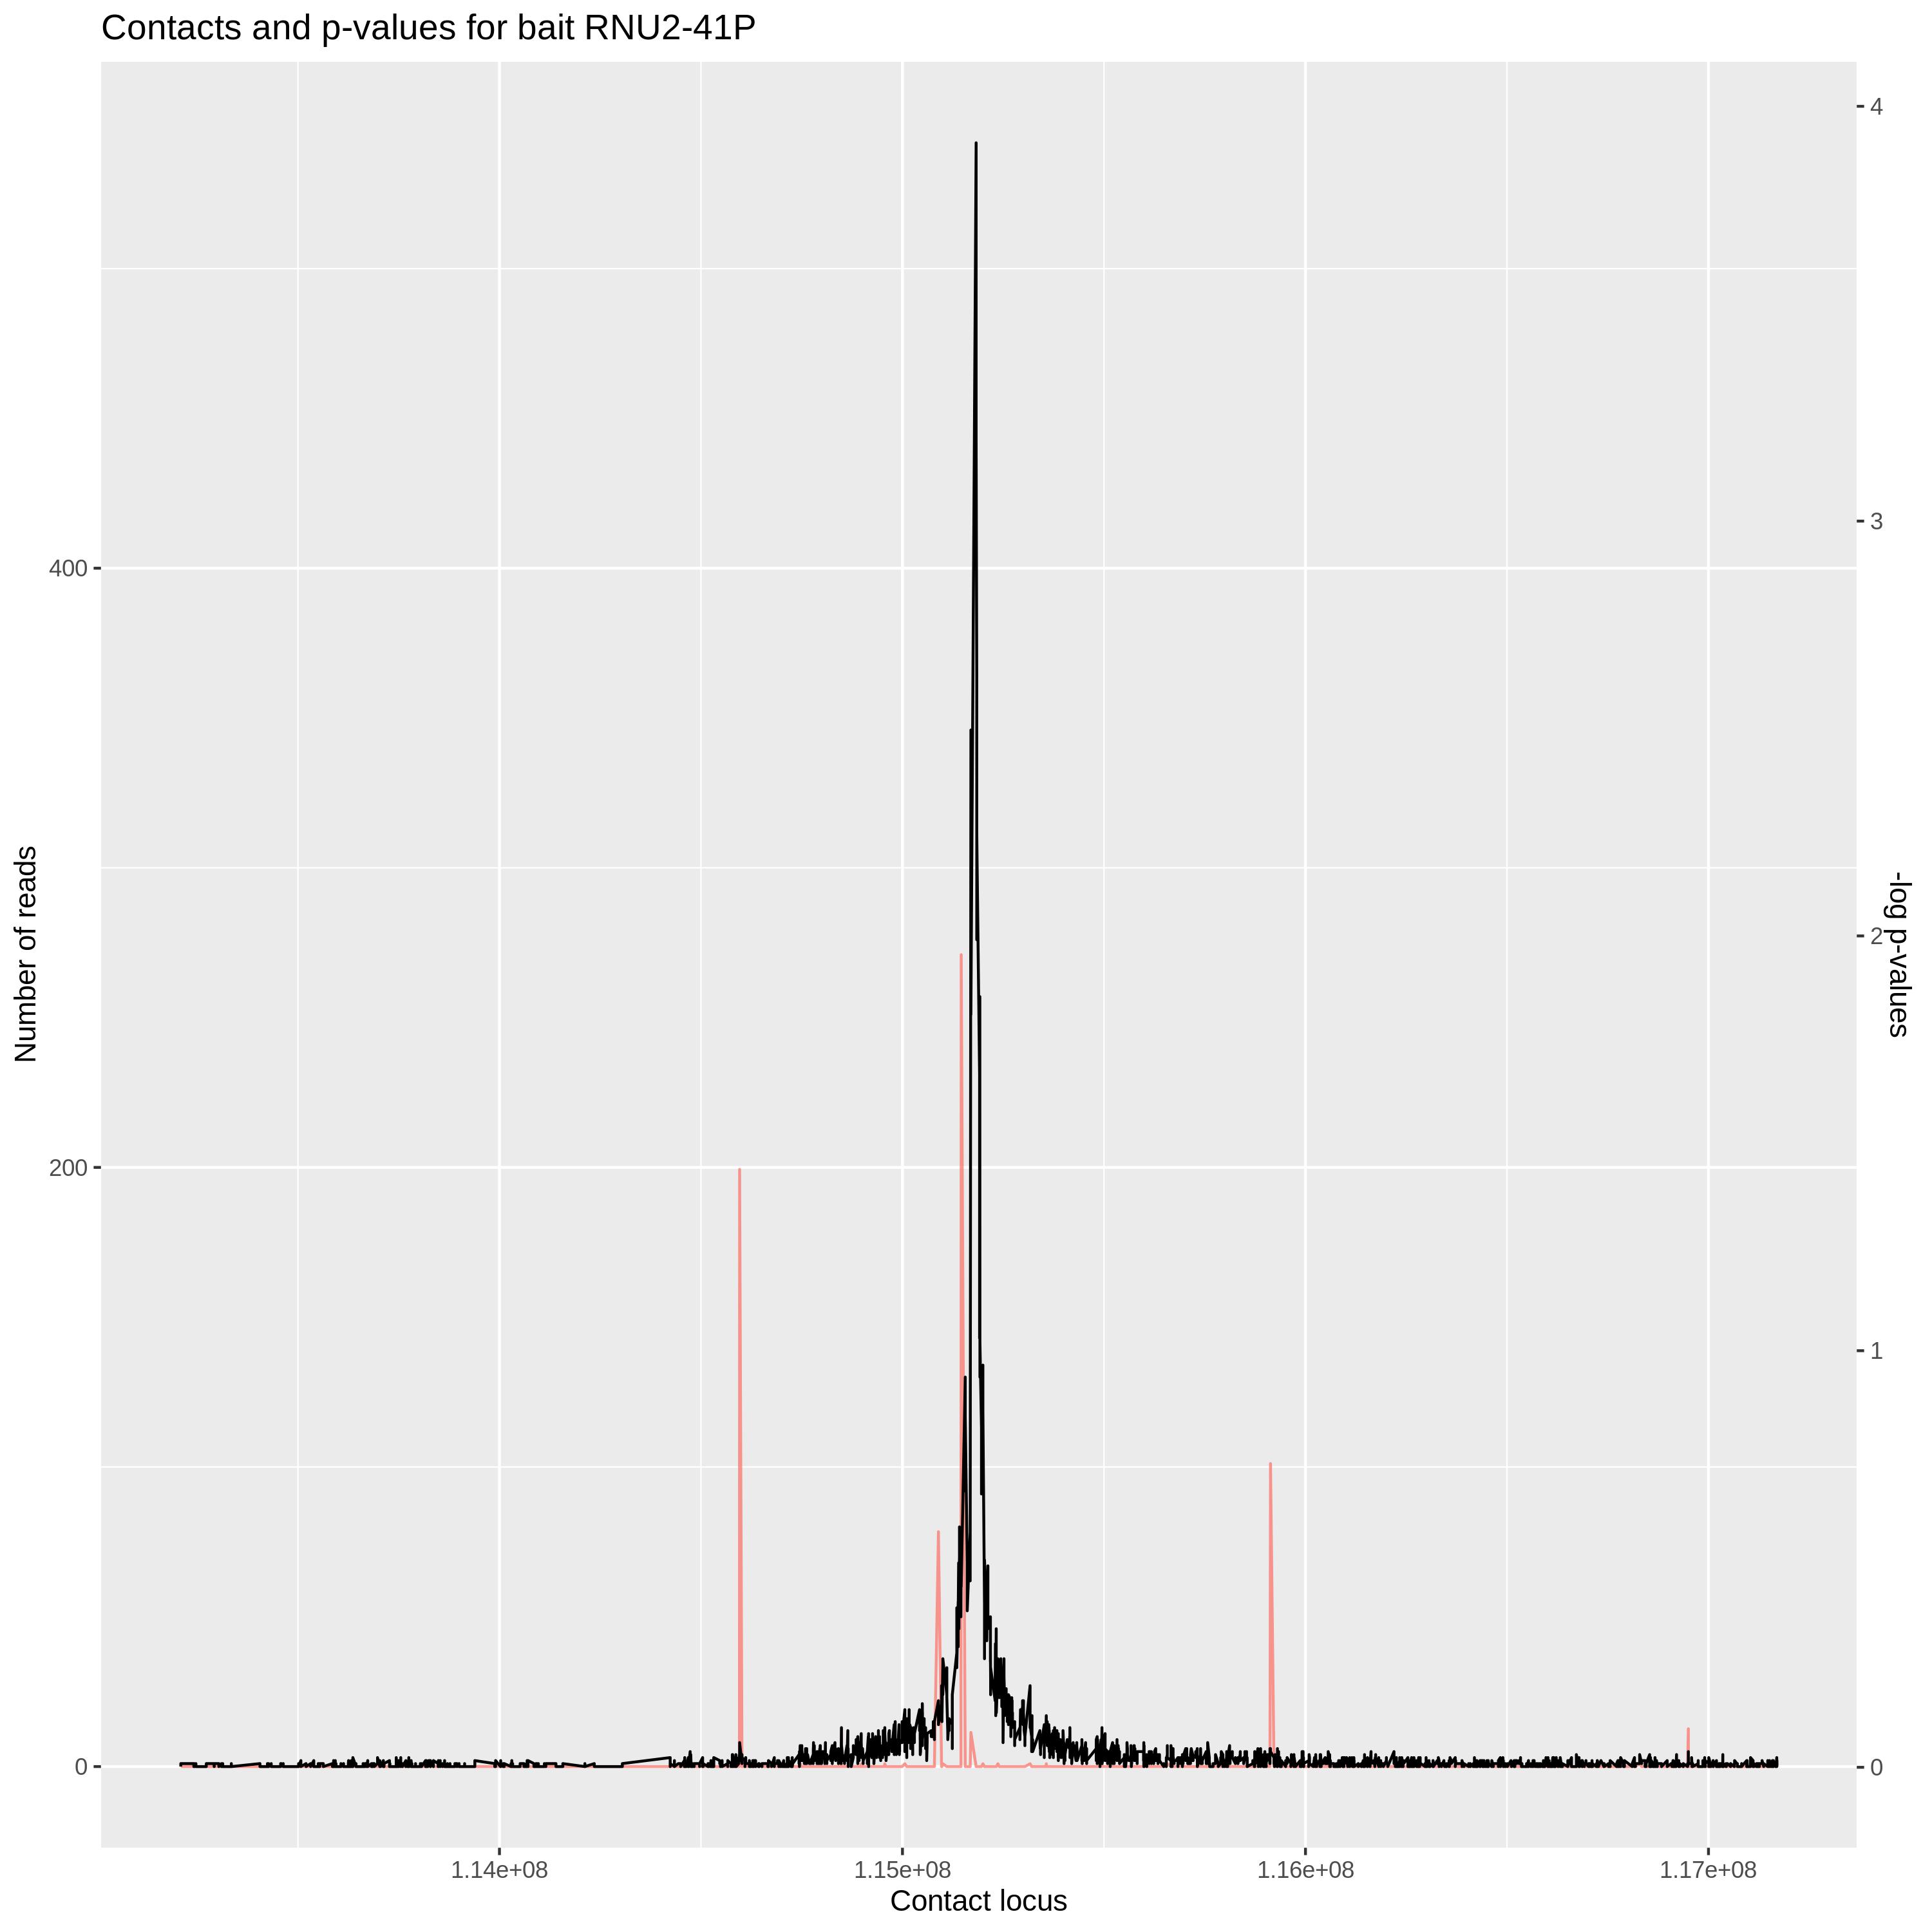 Contacts and p-values for bait RNU2-41P
4
3
2
1
0
400
200
0
Number of reads
-log p-values
1.14e+08
1.15e+08
1.16e+08
1.17e+08
Contact locus